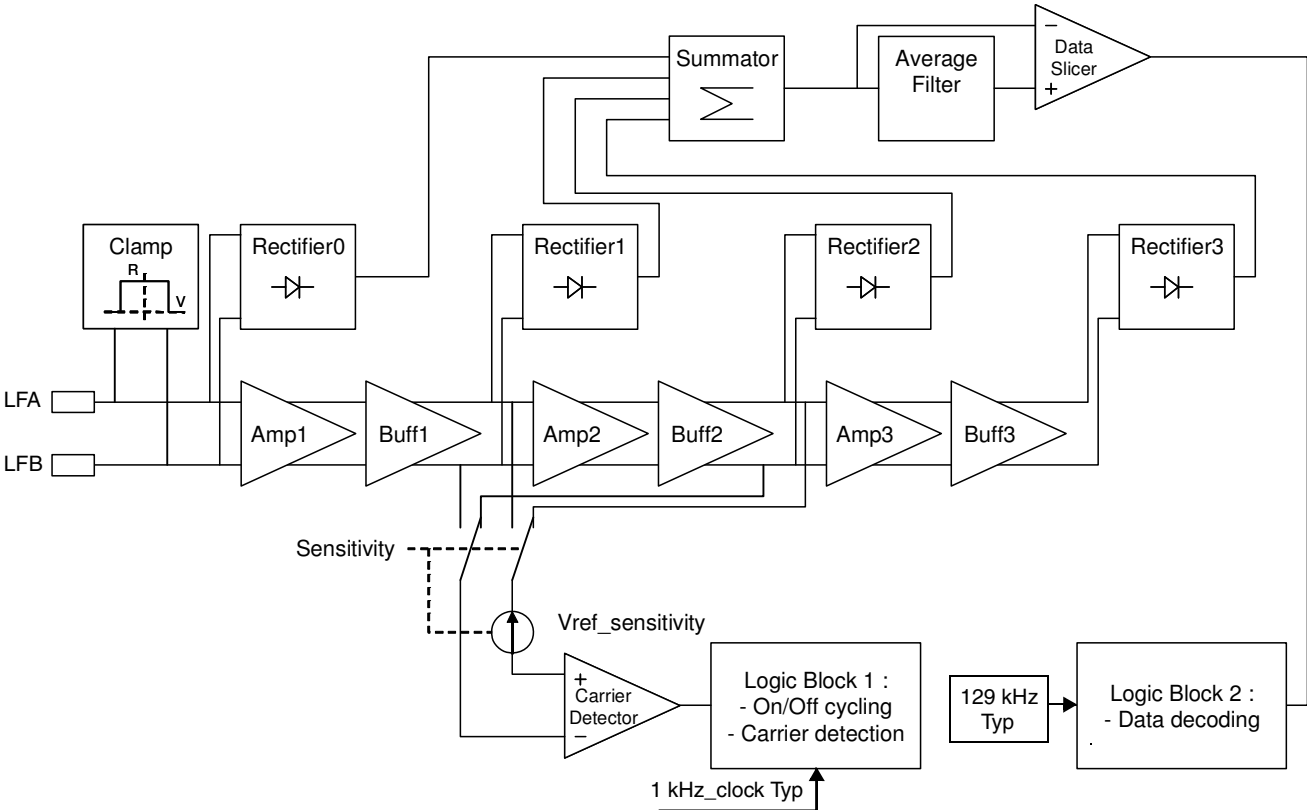 Summator
Average
Filter
−
Data
Slicer
+
Clamp
R
V
Rectifier0
Rectifier1
Rectifier2
Rectifier3
LFA
LFB
Amp1
Buff1
Amp2
Buff2
Amp3
Buff3
Sensitivity
Vref_sensitivity
+
Carrier
Detector
−
Logic Block 1 :
- On/Off cycling
- Carrier detection
129 kHz
Typ
Logic Block 2 :
- Data decoding
.
1 kHz_clock Typ